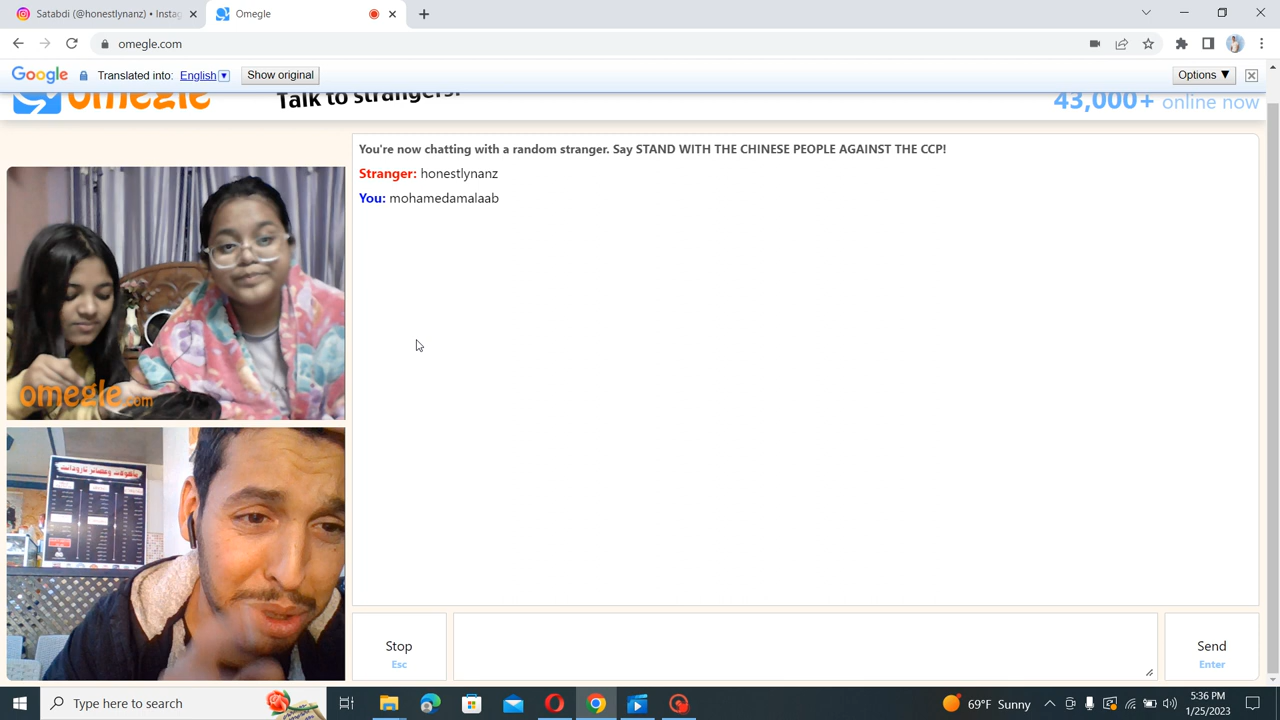 Satabdi (@honestlynanz) • Insta
Omegle
omegle.com
Google Translated into: English Show original Options
omegle Talk to strangers! 43,000+ online now
You're now chatting with a random stranger. Say STAND WITH THE CHINESE PEOPLE AGAINST THE CCP!
Stranger: honestlynanz
You: mohamedamalaab
omegle.com
Stop
Esc
Send
Enter
Type here to search
69°F Sunny
5:36 PM
1/25/2023